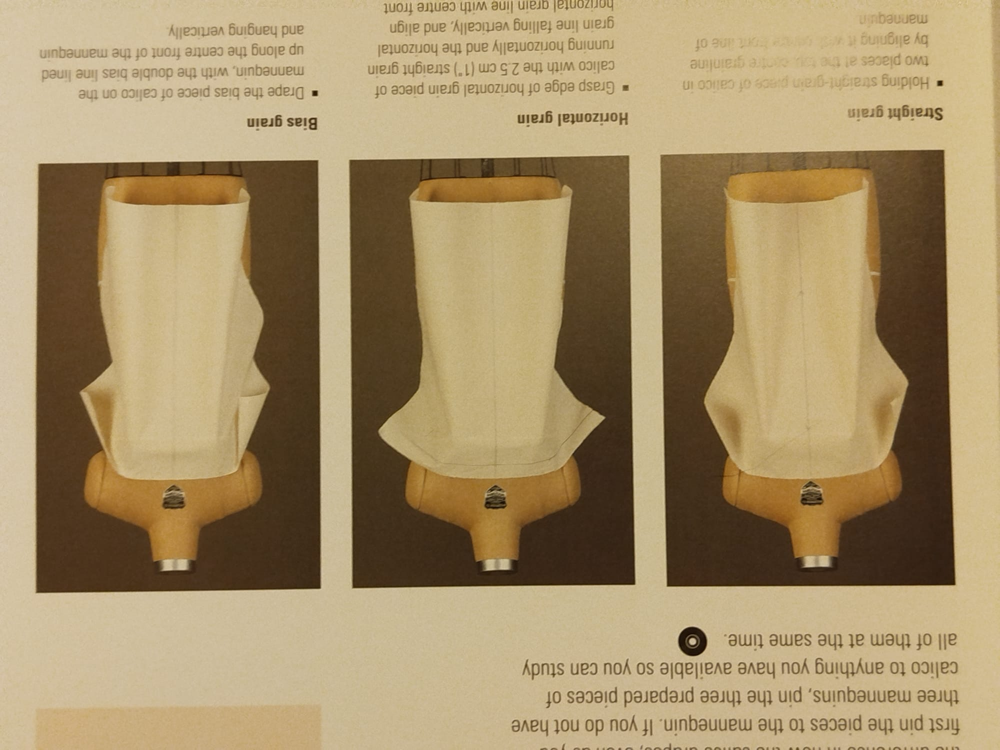 first pin the pieces to the mannequin. If you do not have
three mannequins, pin the three prepared pieces of
calico to anything you have available so you can study
all of them at the same time.
Straight grain
▪ Holding straight-grain piece of calico in
two places at the top, centre grainline
by aligning it with centre front line of
mannequin
Horizontal grain
▪ Grasp edge of horizontal grain piece of
calico with the 2.5 cm (1") straight grain
running horizontally and the horizontal
grain line falling vertically, and align
horizontal grain line with centre front
Bias grain
▪ Drape the bias piece of calico on the
mannequin, with the double bias line lined
up along the centre front of the mannequin
and hanging vertically.